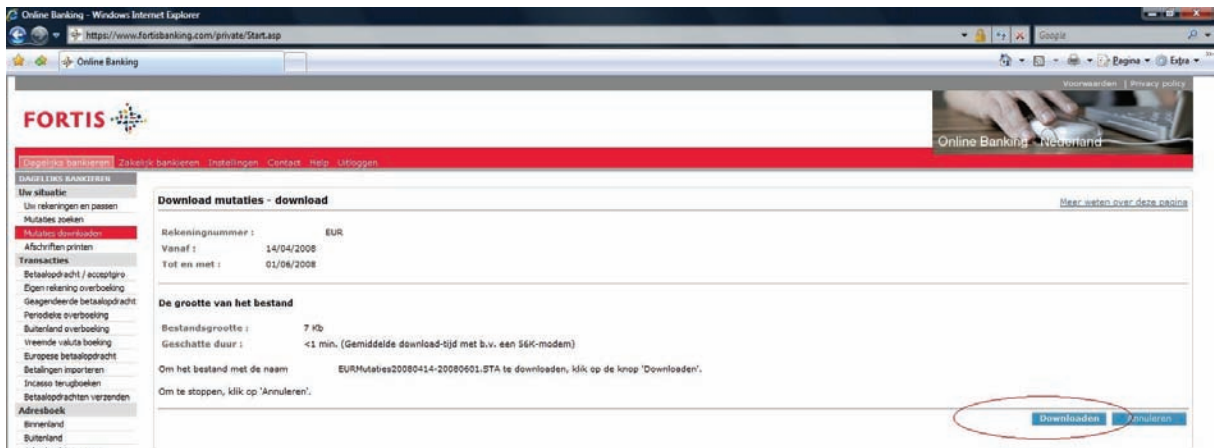 Online Banking - Windows Internet Explorer
https://www.fortisbanking.com/private/Start.asp
Google
Online Banking
Pagina
Extra
Voorwaarden | Privacy policy
FORTIS
Online Banking - Nederland
Dagelijks bankieren Zakelijk bankieren Instellingen Contact Help Uitloggen
DAGELIJKS BANKIEREN
Uw situatie
Uw rekeningen en passen
Mutaties zoeken
Mutaties downloaden
Afschriften printen
Transacties
Betaalopdracht / acceptgiro
Eigen rekening overboeking
Geagendeerde betaalopdracht
Periodieke overboeking
Buitenland overboeking
Vreemde valuta boeking
Europese betaalopdracht
Betalingen importeren
Incasso terugboeken
Betaalopdrachten verzenden
Adresboek
Binnenland
Buitenland
Download mutaties - download
Meer weten over deze pagina
Rekeningnummer : EUR
Vanaf : 14/04/2008
Tot en met : 01/06/2008
De grootte van het bestand
Bestandsgrootte : 7 Kb
Geschatte duur : <1 min. (Gemiddelde download-tijd met b.v. een 56K-modem)
Om het bestand met de naam EURMutaties20080414-20080601.STA te downloaden, klik op de knop 'Downloaden'.
Om te stoppen, klik op 'Annuleren'.
Downloaden
Annuleren